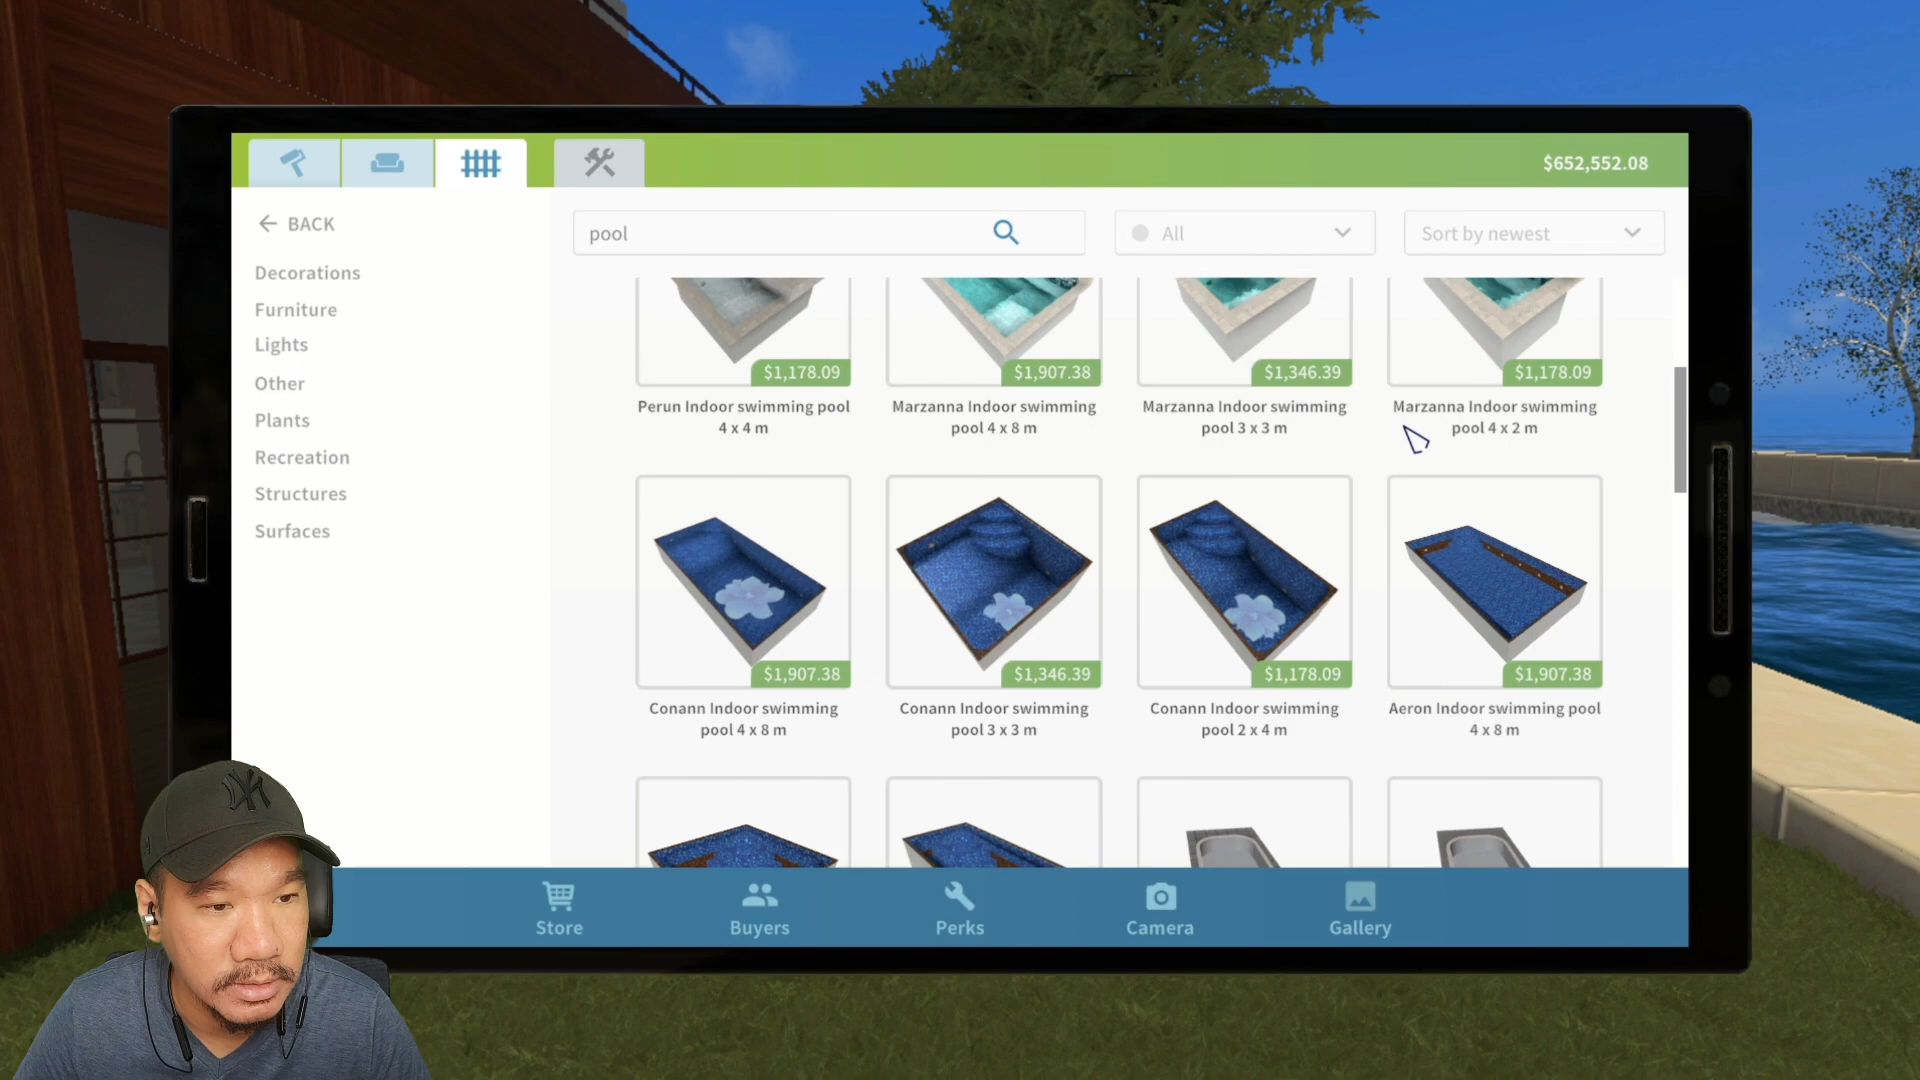 $652,552.08
BACK
pool
All
Sort by newest
Decorations
Furniture
Lights
Other
Plants
Recreation
Structures
Surfaces
$1,178.09
$1,907.38
$1,346.39
$1,178.09
Perun Indoor swimming pool
4 x 4 m
Marzanna Indoor swimming
pool 4 x 8 m
Marzanna Indoor swimming
pool 3 x 3 m
Marzanna Indoor swimming
pool 4 x 2 m
$1,907.38
$1,346.39
$1,178.09
$1,907.38
Conann Indoor swimming
pool 4 x 8 m
Conann Indoor swimming
pool 3 x 3 m
Conann Indoor swimming
pool 2 x 4 m
Aeron Indoor swimming pool
4 x 8 m
Store
Buyers
Perks
Camera
Gallery